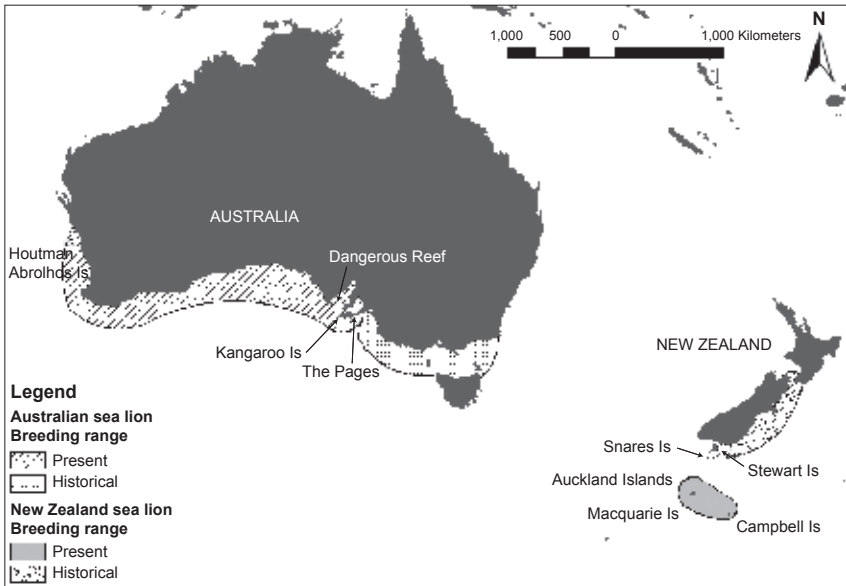 N
1,000 500 0 1,000 Kilometers
AUSTRALIA
Houtman
Abrolhos Is
Dangerous Reef
Kangaroo Is
The Pages
NEW ZEALAND
Snares Is
Stewart Is
Auckland Islands
Macquarie Is
Campbell Is
Legend
Australian sea lion
Breeding range
Present
Historical
New Zealand sea lion
Breeding range
Present
Historical